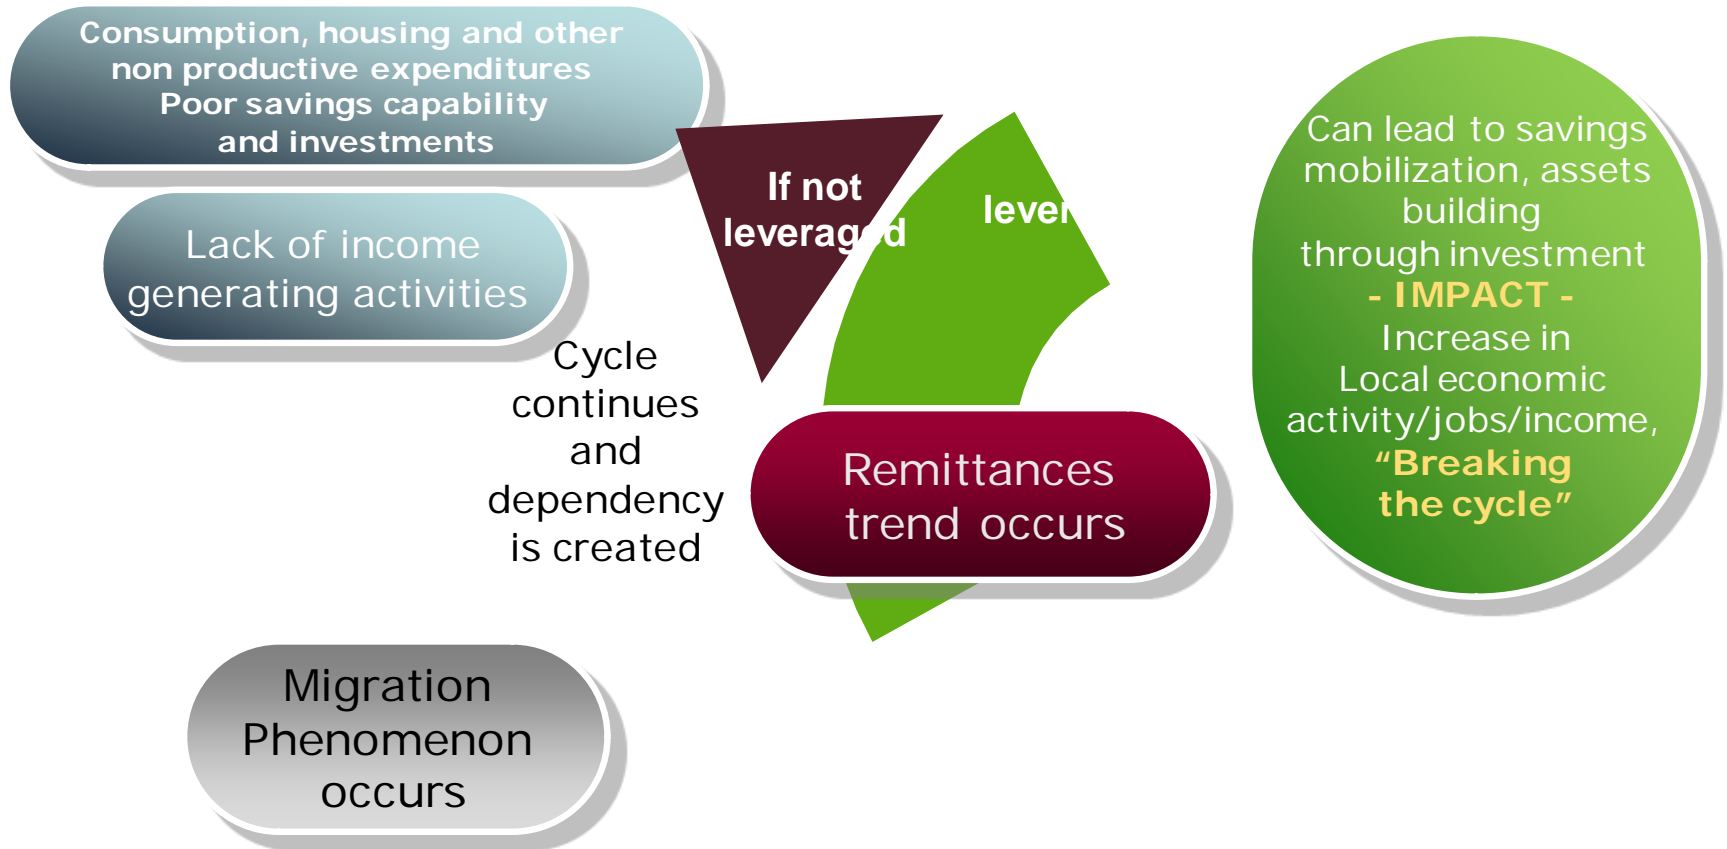 Consumption, housing and other
non productive expenditures
Poor savings capability
and investments
Lack of income
generating activities
If not
leveraged
lever
Cycle
continues
and
dependency
is created
Remittances
trend occurs
Migration
Phenomenon
occurs
Can lead to savings
mobilization, assets
building
through investment
- IMPACT -
Increase in
Local economic
activity/jobs/income,
“Breaking
the cycle”